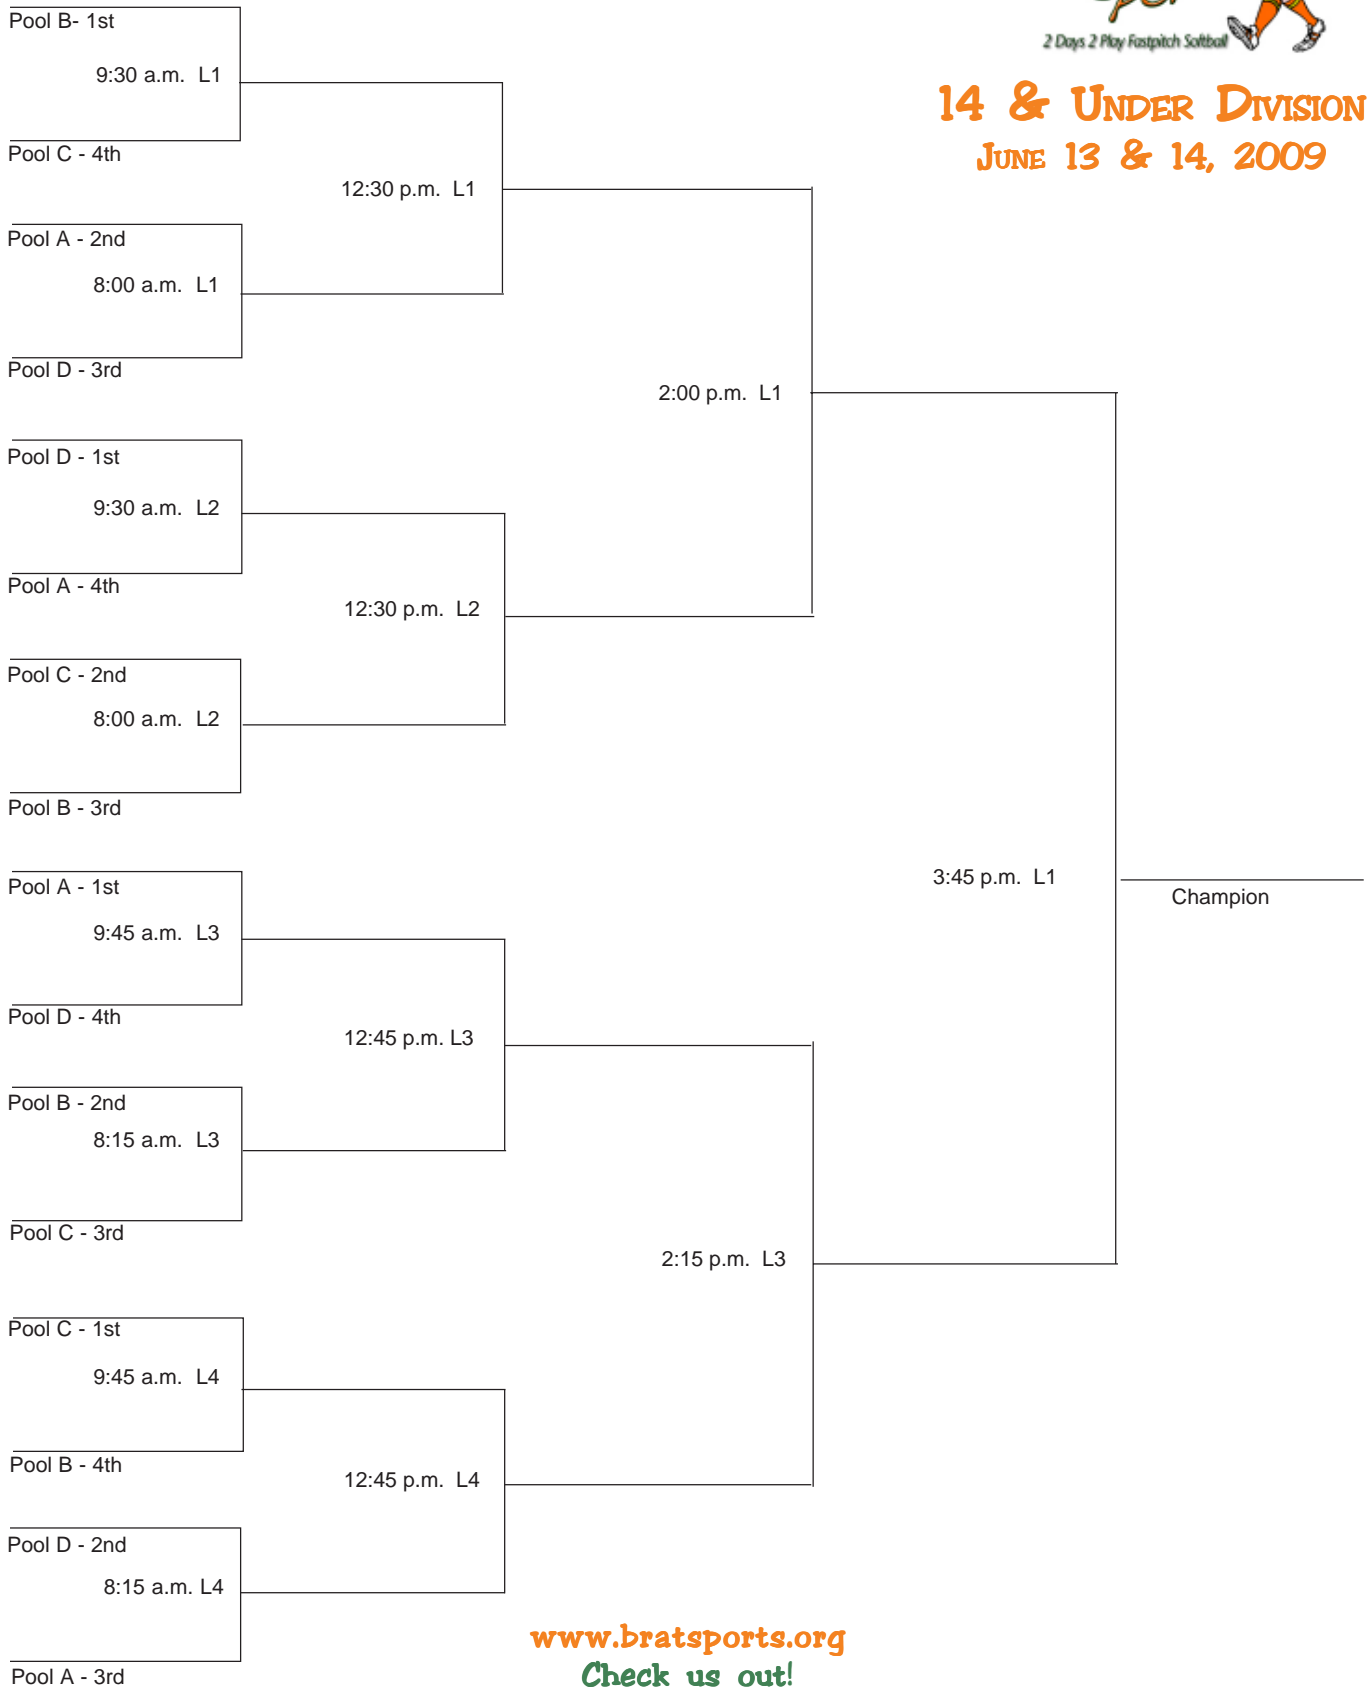 2 Days 2 Play Fastpitch Softball
14 & Under Division
June 13 & 14, 2009
Pool B- 1st
9:30 a.m. L1
Pool C - 4th
12:30 p.m. L1
Pool A - 2nd
8:00 a.m. L1
Pool D - 3rd
2:00 p.m. L1
Pool D - 1st
9:30 a.m. L2
Pool A - 4th
12:30 p.m. L2
Pool C - 2nd
8:00 a.m. L2
Pool B - 3rd
3:45 p.m. L1
Champion
Pool A - 1st
9:45 a.m. L3
Pool D - 4th
12:45 p.m. L3
Pool B - 2nd
8:15 a.m. L3
Pool C - 3rd
2:15 p.m. L3
Pool C - 1st
9:45 a.m. L4
Pool B - 4th
12:45 p.m. L4
Pool D - 2nd
8:15 a.m. L4
Pool A - 3rd
www.bratsports.org
Check us out!